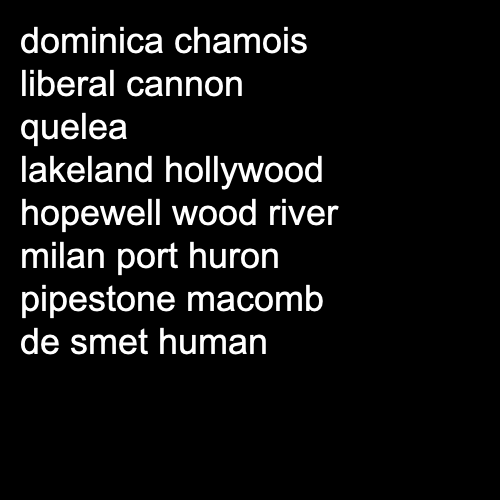 dominica chamois
liberal cannon
quelea
lakeland hollywood
hopewell wood river
milan port huron
pipestone macomb
de smet human